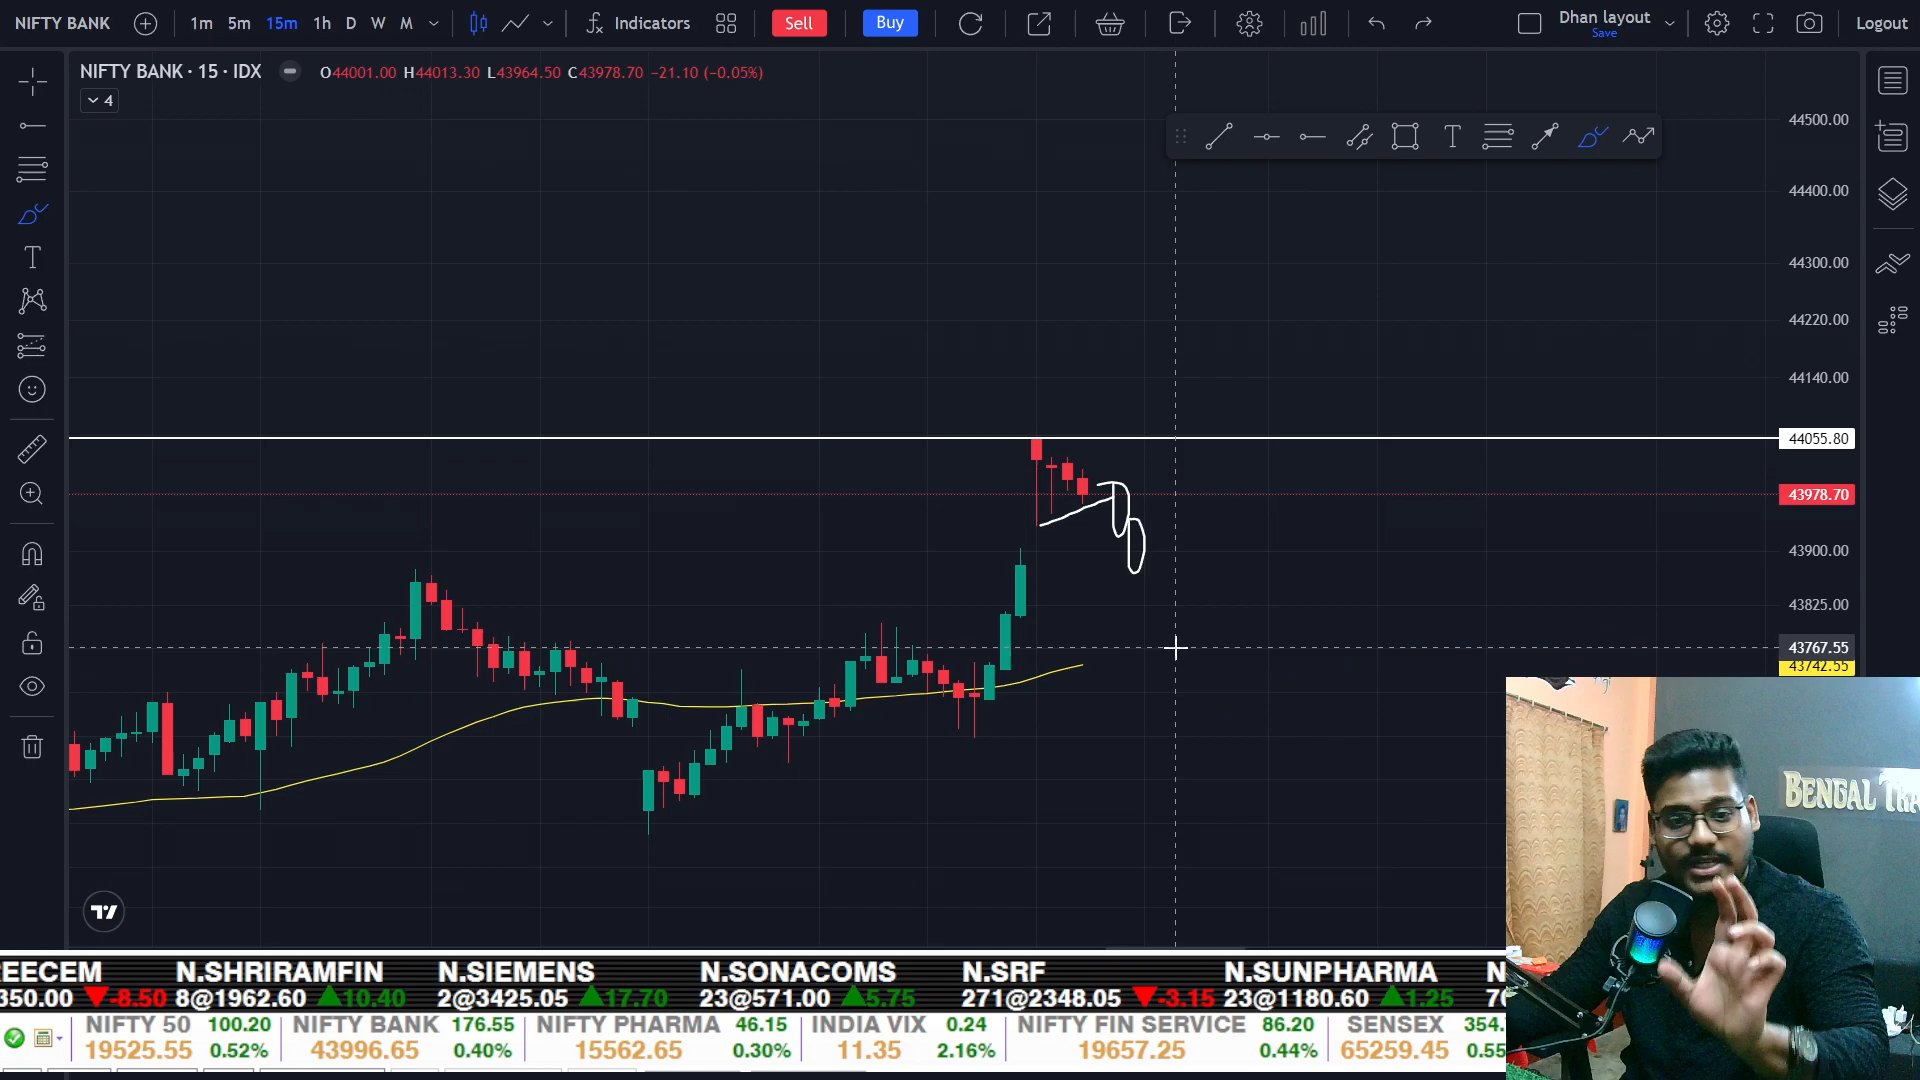 NIFTY BANK 1m 5m 15m 1h D W M Indicators Sell Buy Dhan layout Save Logout
NIFTY BANK · 15 · IDX O44001.00 H44013.30 L43964.50 C43978.70 −21.10 (−0.05%)
4
44500.00
44400.00
44300.00
44220.00
44140.00
44055.80
43978.70
43900.00
43825.00
43767.55
43742.55
BENGAL TRA
EECEM N.SHRIRAMFIN N.SIEMENS N.SONACOMS N.SRF N.SUNPHARMA N
350.00 -8.50 8@1962.60 10.40 2@3425.05 17.70 23@571.00 5.75 271@2348.05 -3.15 23@1180.60 1.25 70
NIFTY 50 100.20 NIFTY BANK 176.55 NIFTY PHARMA 46.15 INDIA VIX 0.24 NIFTY FIN SERVICE 86.20 SENSEX 354.
19525.55 0.52% 43996.65 0.40% 15562.65 0.30% 11.35 2.16% 19657.25 0.44% 65259.45 0.55